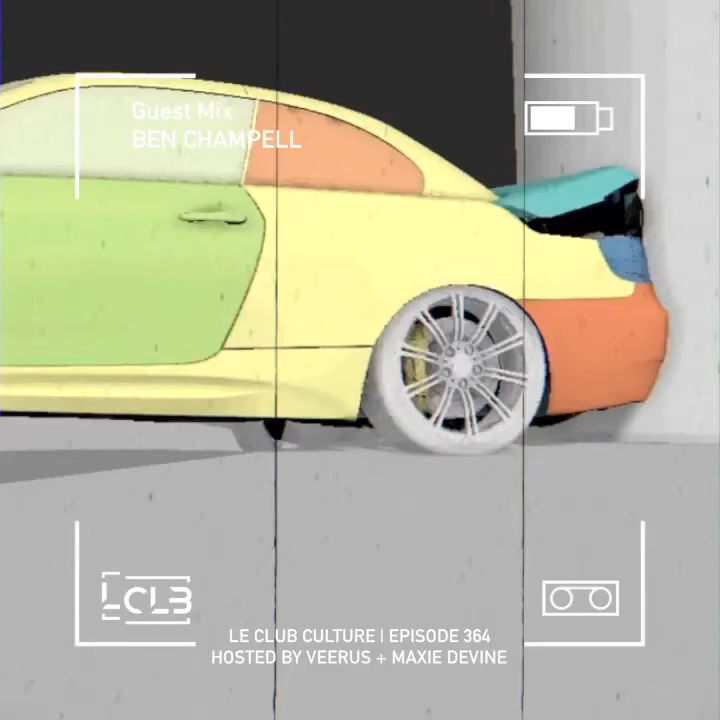 Guest Mix
BEN CHAMPELL
LCLB
LE CLUB CULTURE | EPISODE 364
HOSTED BY VEERUS + MAXIE DEVINE